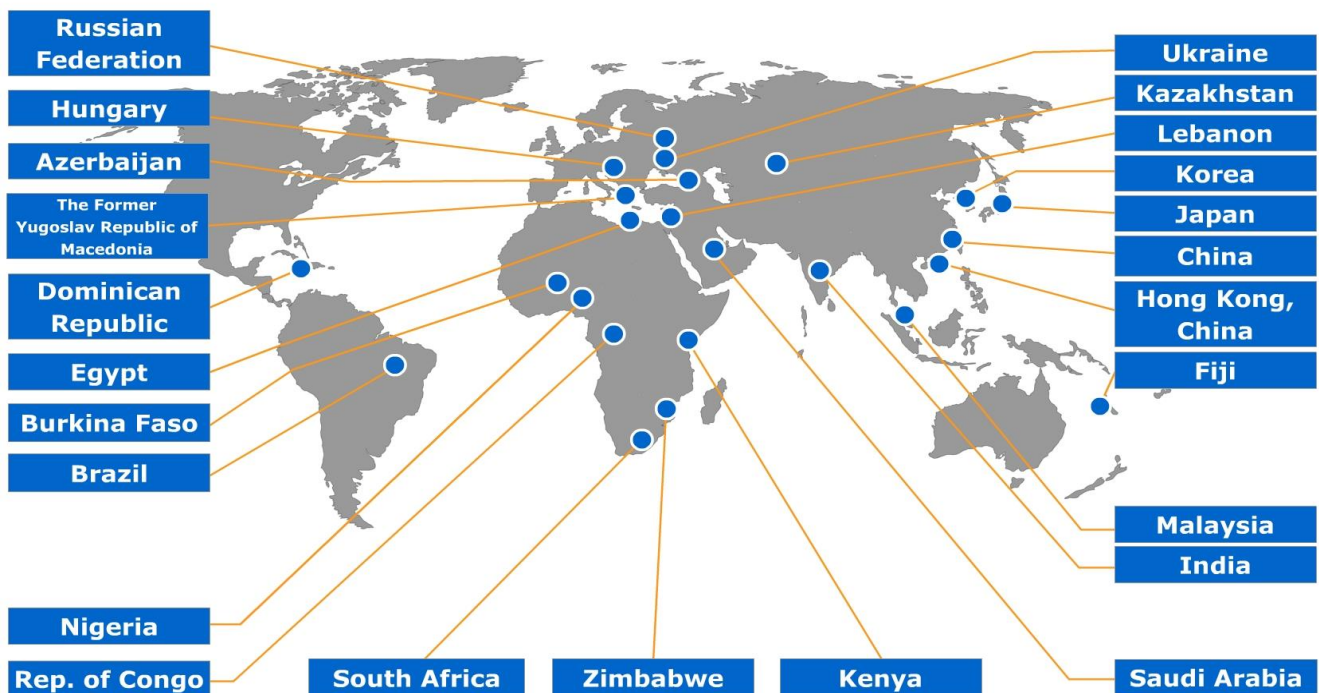 Russian
Federation
Hungary
Azerbaijan
The Former
Yugoslav Republic of
Macedonia
Dominican
Republic
Egypt
Burkina Faso
Brazil
Nigeria
Rep. of Congo
South Africa
Zimbabwe
Kenya
Ukraine
Kazakhstan
Lebanon
Korea
Japan
China
Hong Kong,
China
Fiji
Malaysia
India
Saudi Arabia